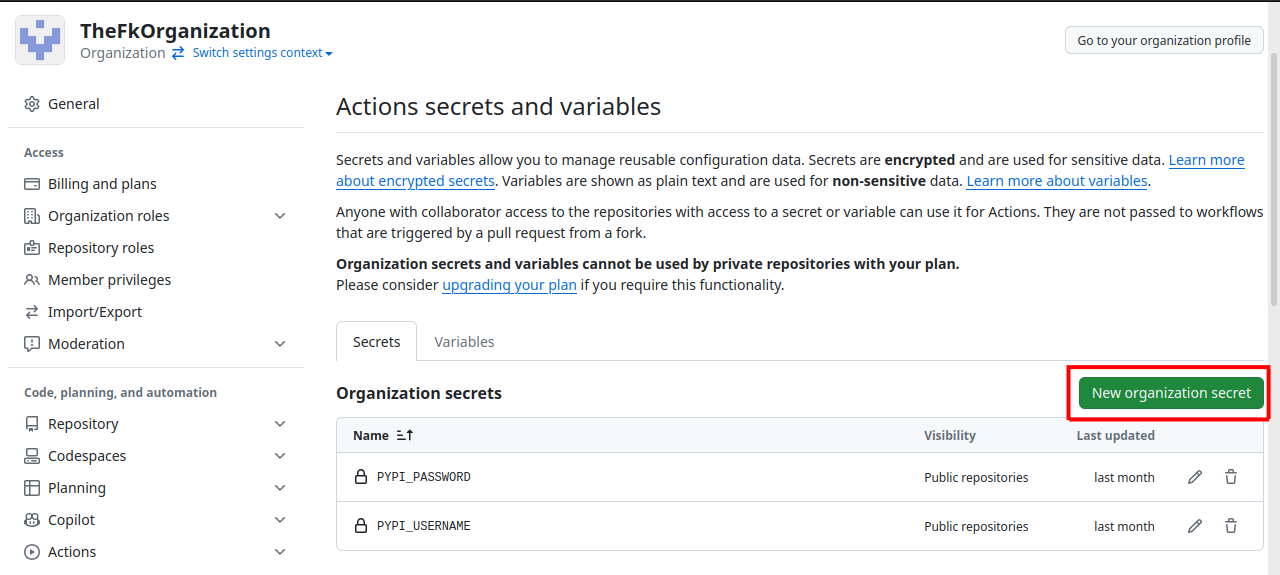 TheFkOrganization
Organization Switch settings context
Go to your organization profile
General
Access
Billing and plans
Organization roles
Repository roles
Member privileges
Import/Export
Moderation
Code, planning, and automation
Repository
Codespaces
Planning
Copilot
Actions
Actions secrets and variables
Secrets and variables allow you to manage reusable configuration data. Secrets are encrypted and are used for sensitive data. Learn more
about encrypted secrets. Variables are shown as plain text and are used for non-sensitive data. Learn more about variables.
Anyone with collaborator access to the repositories with access to a secret or variable can use it for Actions. They are not passed to workflows
that are triggered by a pull request from a fork.
Organization secrets and variables cannot be used by private repositories with your plan.
Please consider upgrading your plan if you require this functionality.
Secrets Variables
Organization secrets
New organization secret
Name Visibility Last updated
PYPI_PASSWORD Public repositories last month
PYPI_USERNAME Public repositories last month